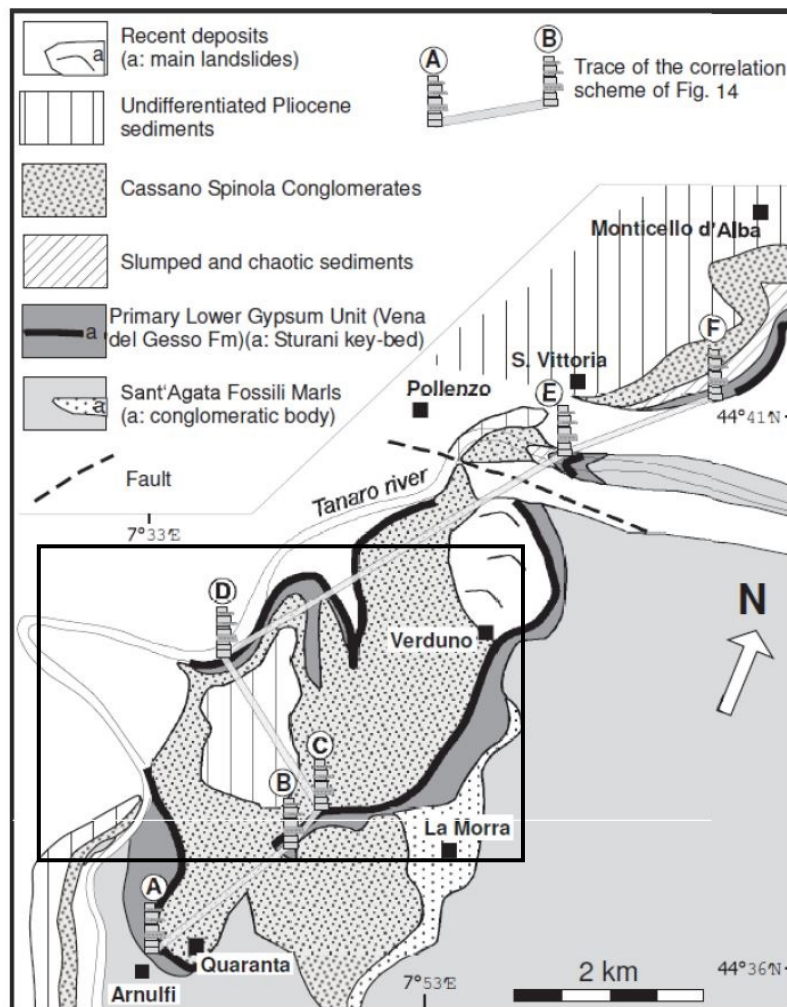 Recent deposits
(a: main landslides)
a
Undifferentiated Pliocene
sediments
Cassano Spinola Conglomerates
Slumped and chaotic sediments
Primary Lower Gypsum Unit (Vena
del Gesso Fm)(a: Sturani key-bed)
a
Sant'Agata Fossili Marls
(a: conglomeratic body)
a
Fault
A
B
Trace of the correlation
scheme of Fig. 14
Monticello d'Alba
F
S. Vittoria
Pollenzo
E
44°41'N
Tanaro river
7°33'E
D
N
Verduno
C
B
La Morra
A
Quaranta
Arnulfi
7°53'E
2 km
44°36'N